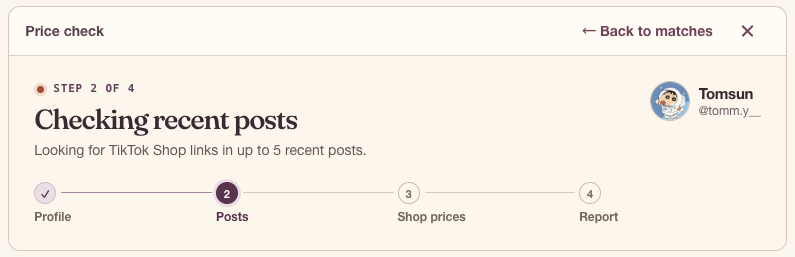 Price check
← Back to matches
STEP 2 OF 4
Checking recent posts
Looking for TikTok Shop links in up to 5 recent posts.
Tomsun
@tomm.y__
2
3
4
Profile
Posts
Shop prices
Report